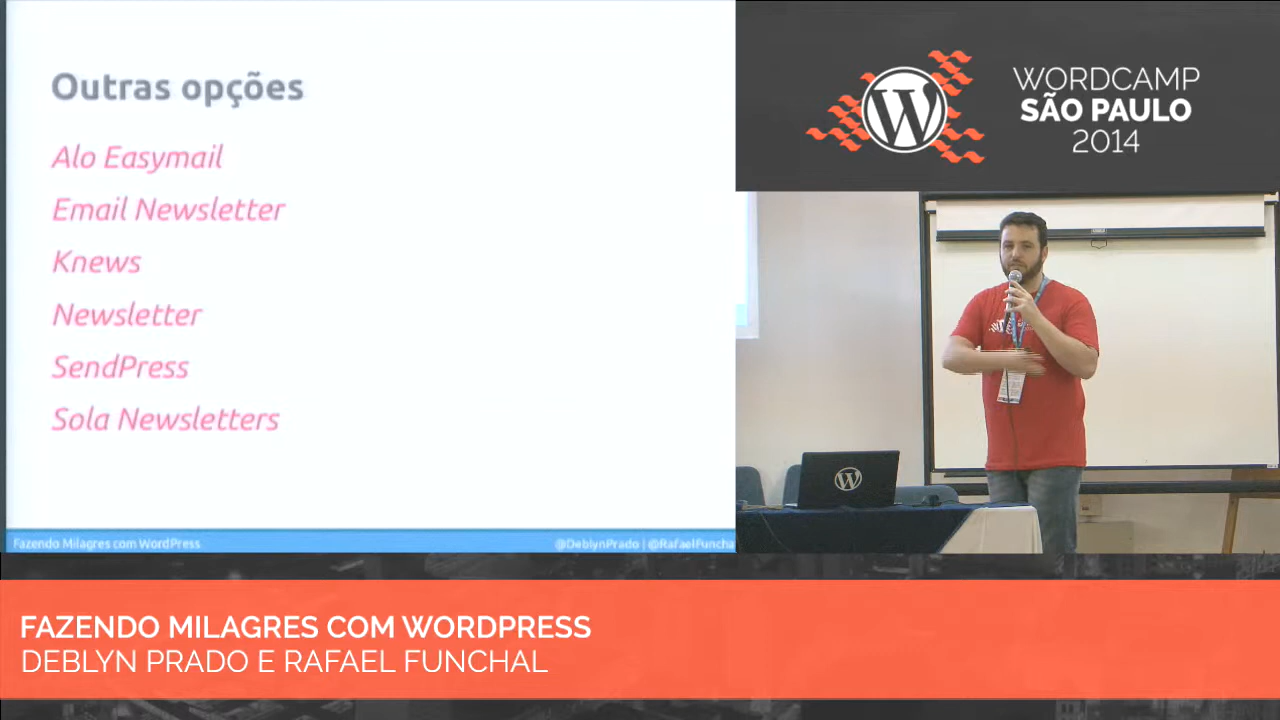 Outras opções
Alo Easymail
Email Newsletter
Knews
Newsletter
SendPress
Sola Newsletters
Fazendo Milagres com WordPress
@DeblynPrado | @RafaelFuncha
WORDCAMP
SÃO PAULO
2014
FAZENDO MILAGRES COM WORDPRESS
DEBLYN PRADO E RAFAEL FUNCHAL